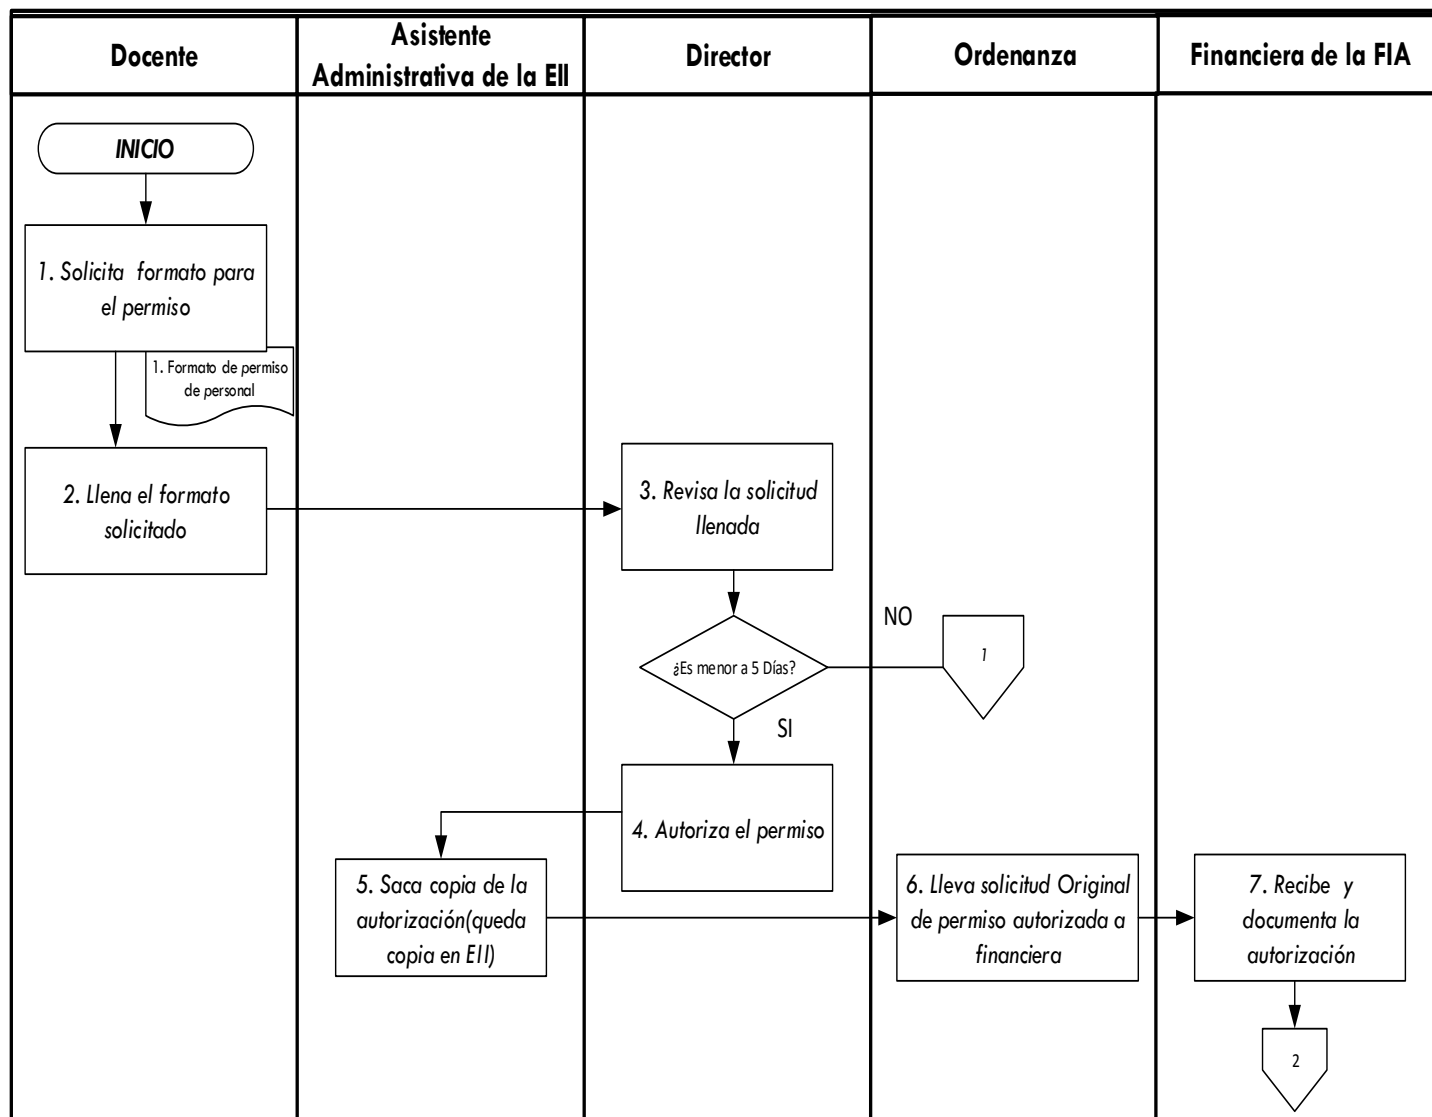 Docente
Asistente
Administrativa de la EII
Director
Ordenanza
Financiera de la FIA
INICIO
1. Solicita formato para
el permiso
1. Formato de permiso
de personal
2. Llena el formato
solicitado
3. Revisa la solicitud
llenada
¿Es menor a 5 Días?
NO
1
SI
4. Autoriza el permiso
5. Saca copia de la
autorización(queda
copia en EII)
6. Lleva solicitud Original
de permiso autorizada a
financiera
7. Recibe y
documenta la
autorización
2